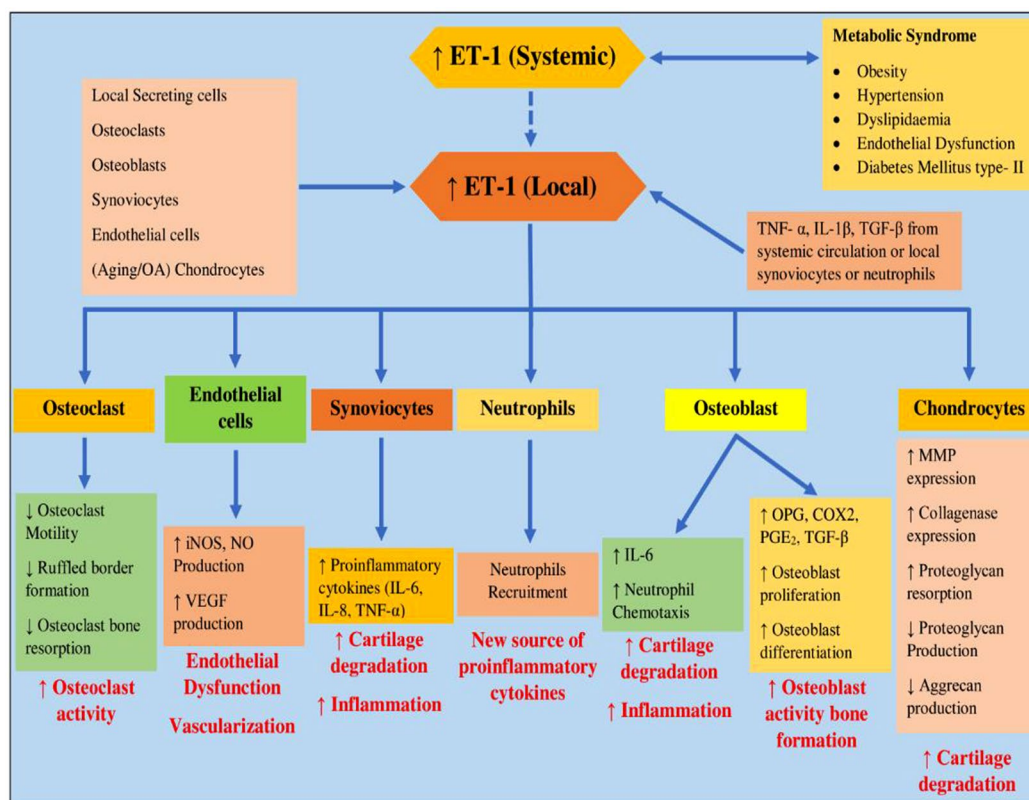 ↑ ET-1 (Systemic)
Metabolic Syndrome
• Obesity
• Hypertension
• Dyslipidaemia
• Endothelial Dysfunction
• Diabetes Mellitus type- II
Local Secreting cells
Osteoclasts
Osteoblasts
Synoviocytes
Endothelial cells
(Aging/OA) Chondrocytes
↑ ET-1 (Local)
TNF- α, IL-1β, TGF-β from
systemic circulation or local
synoviocytes or neutrophils
Osteoclast
↓ Osteoclast
Motility
↓ Ruffled border
formation
↓ Osteoclast bone
resorption
↑ Osteoclast
activity
Endothelial
cells
↑ iNOS, NO
Production
↑ VEGF
production
Endothelial
Dysfunction
Vascularization
Synoviocytes
↑ Proinflammatory
cytokines (IL-6,
IL-8, TNF-α)
↑ Cartilage
degradation
↑ Inflammation
Neutrophils
Neutrophils
Recruitment
New source of
proinflammatory
cytokines
Osteoblast
↑ IL-6
↑ Neutrophil
Chemotaxis
↑ Cartilage
degradation
↑ Inflammation
↑ OPG, COX2,
PGE₂, TGF-β
↑ Osteoblast
proliferation
↑ Osteoblast
differentiation
↑ Osteoblast
activity bone
formation
Chondrocytes
↑ MMP
expression
↑ Collagenase
expression
↑ Proteoglycan
resorption
↓ Proteoglycan
Production
↓ Aggrecan
production
↑ Cartilage
degradation